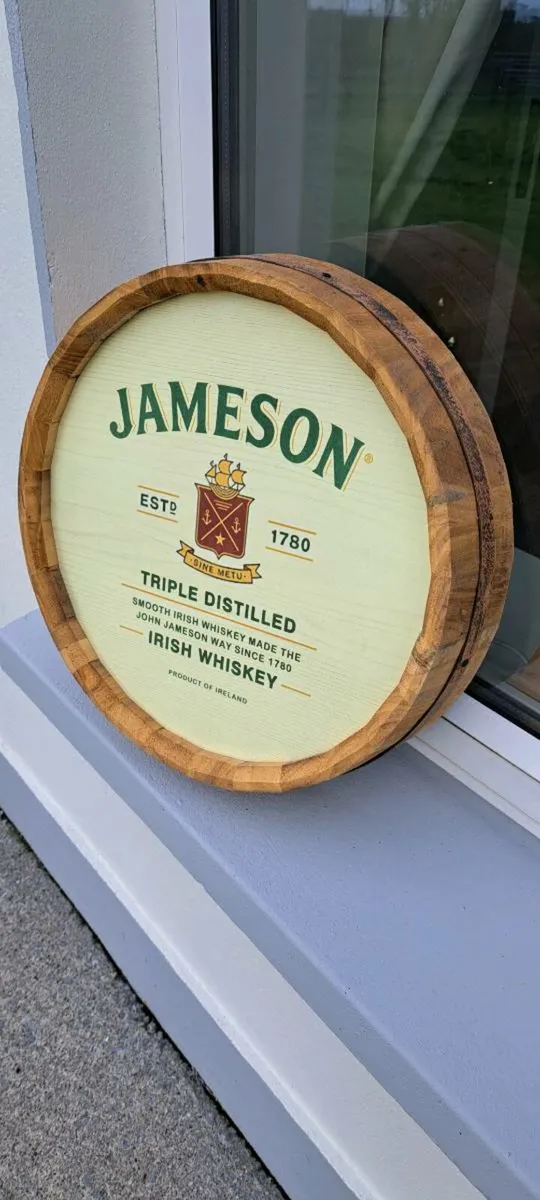 JAMESON®
ESTD 1780
SINE METU
TRIPLE DISTILLED
SMOOTH IRISH WHISKEY MADE THE
JOHN JAMESON WAY SINCE 1780
IRISH WHISKEY
PRODUCT OF IRELAND